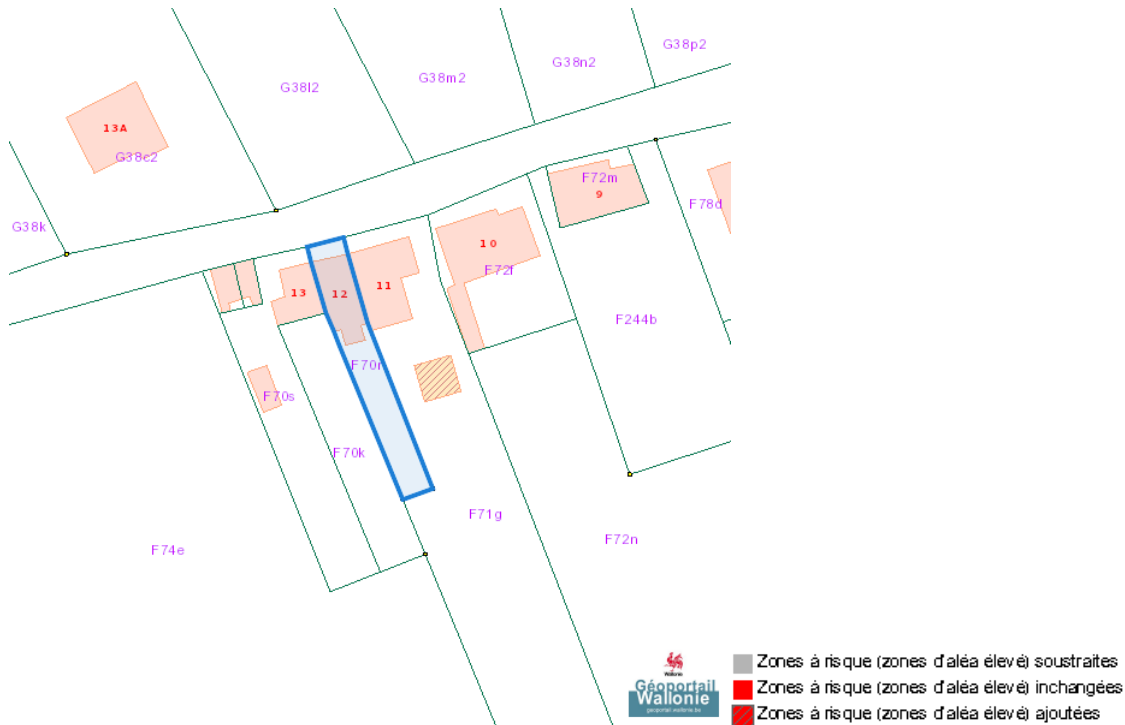 G38p2
G38n2
G38m2
G38l2
13A
G38c2
F72m
9
F78d
G38k
10
F72f
11
13
12
F244b
F70r
F70s
F70k
F71g
F72n
F74e
Wallonie
Géoportail
Wallonie
geoportail.wallonie.be
Zones à risque (zones d'aléa élevé) soustraites
Zones à risque (zones d'aléa élevé) inchangées
Zones à risque (zones d'aléa élevé) ajoutées